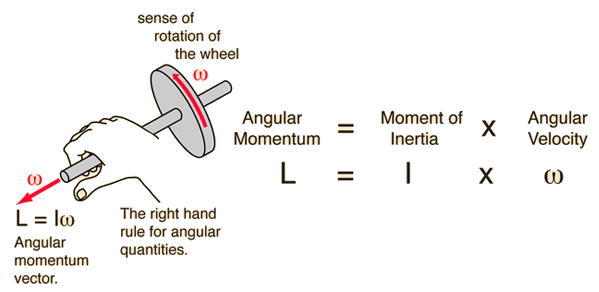 sense of
rotation of
the wheel
ω
ω
L = Iω
Angular
momentum
vector.
The right hand
rule for angular
quantities.
Angular Momentum = Moment of Inertia x Angular Velocity
L = I x ω